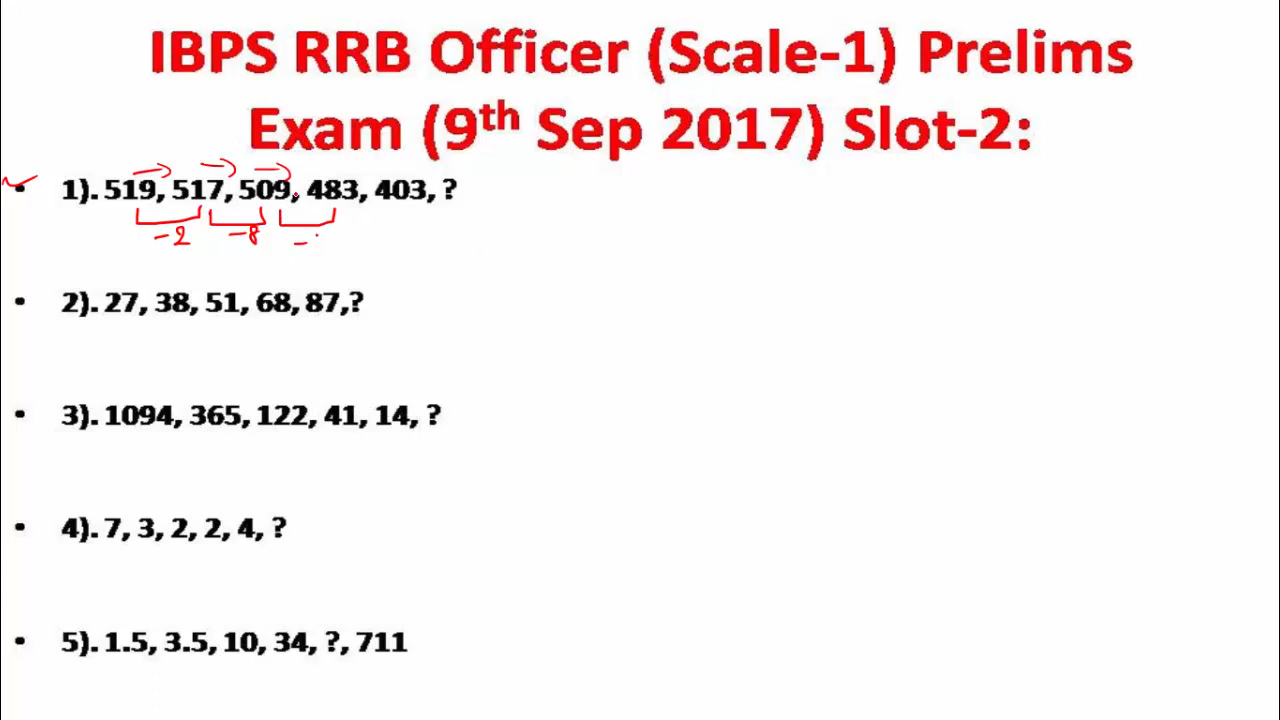 IBPS RRB Officer (Scale-1) Prelims
Exam (9th Sep 2017) Slot-2:
• 1). 519, 517, 509, 483, 403, ?
-2 -8 -
• 2). 27, 38, 51, 68, 87,?
• 3). 1094, 365, 122, 41, 14, ?
• 4). 7, 3, 2, 2, 4, ?
• 5). 1.5, 3.5, 10, 34, ?, 711